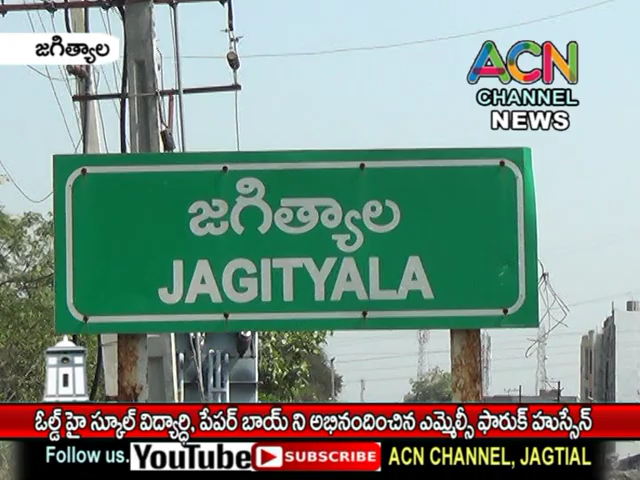 జగిత్యాల
ACN
CHANNEL
NEWS
జగిత్యాల
JAGITYALA
ఓల్డ్ హై స్కూల్ విద్యార్థి, పేపర్ బాయ్ ని అభినందించిన ఎమ్మెల్సీ ఫారుక్ హుస్సేన్
Follow us. YouTube SUBSCRIBE ACN CHANNEL, JAGTIAL